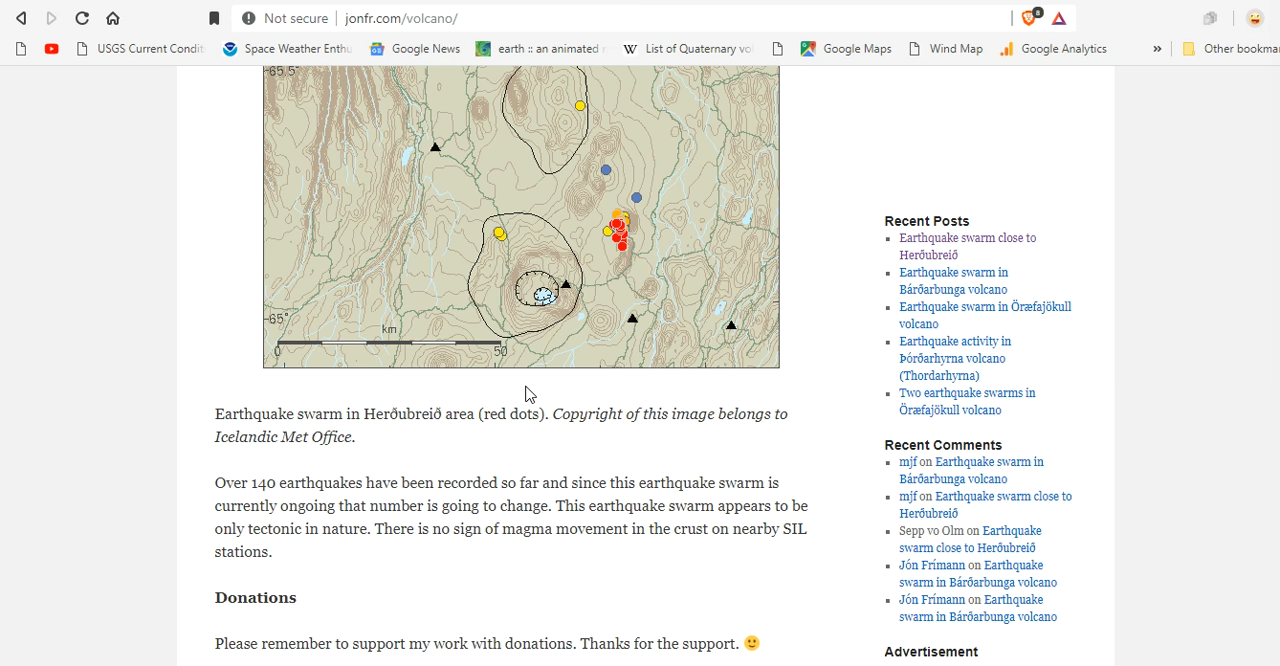 Not secure | jonfr.com/volcano/
8
USGS Current Condit
Space Weather Enthu
Google News
earth :: an animated
List of Quaternary vo
Google Maps
Wind Map
Google Analytics
»
Other bookmar
65.5°
65°
km
0
50
Earthquake swarm in Herðubreið area (red dots). Copyright of this image belongs to
Icelandic Met Office.
Over 140 earthquakes have been recorded so far and since this earthquake swarm is
currently ongoing that number is going to change. This earthquake swarm appears to be
only tectonic in nature. There is no sign of magma movement in the crust on nearby SIL
stations.
Donations
Please remember to support my work with donations. Thanks for the support. 🙂
Recent Posts
Earthquake swarm close to
Herðubreið
Earthquake swarm in
Bárðarbunga volcano
Earthquake swarm in Öræfajökull
volcano
Earthquake activity in
Þórðarhyrna volcano
(Thordarhyrna)
Two earthquake swarms in
Öræfajökull volcano
Recent Comments
mjf on Earthquake swarm in
Bárðarbunga volcano
mjf on Earthquake swarm close to
Herðubreið
Sepp vo Olm on Earthquake
swarm close to Herðubreið
Jón Frímann on Earthquake
swarm in Bárðarbunga volcano
Jón Frímann on Earthquake
swarm in Bárðarbunga volcano
Advertisement